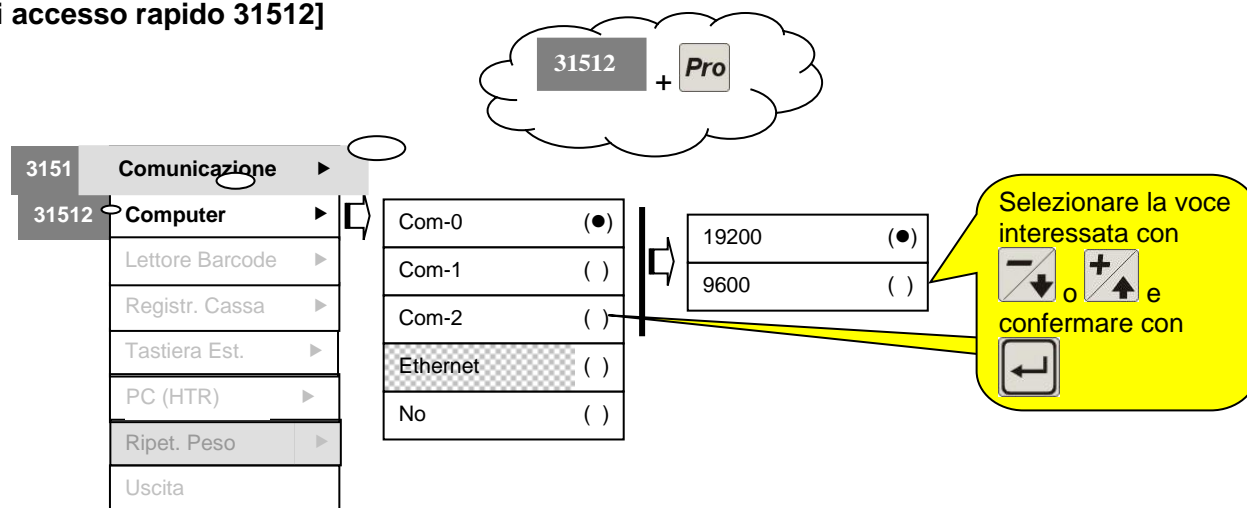 i accesso rapido 31512]
31512 + Pro
3151 Comunicazione ►
31512 Computer ►
Lettore Barcode ►
Registr. Cassa ►
Tastiera Est. ►
PC (HTR) ►
Ripet. Peso ►
Uscita
Com-0 (●)
Com-1 ( )
Com-2 ( )
Ethernet ( )
No ( )
19200 (●)
9600 ( )
Selezionare la voce
interessata con
o e
confermare con